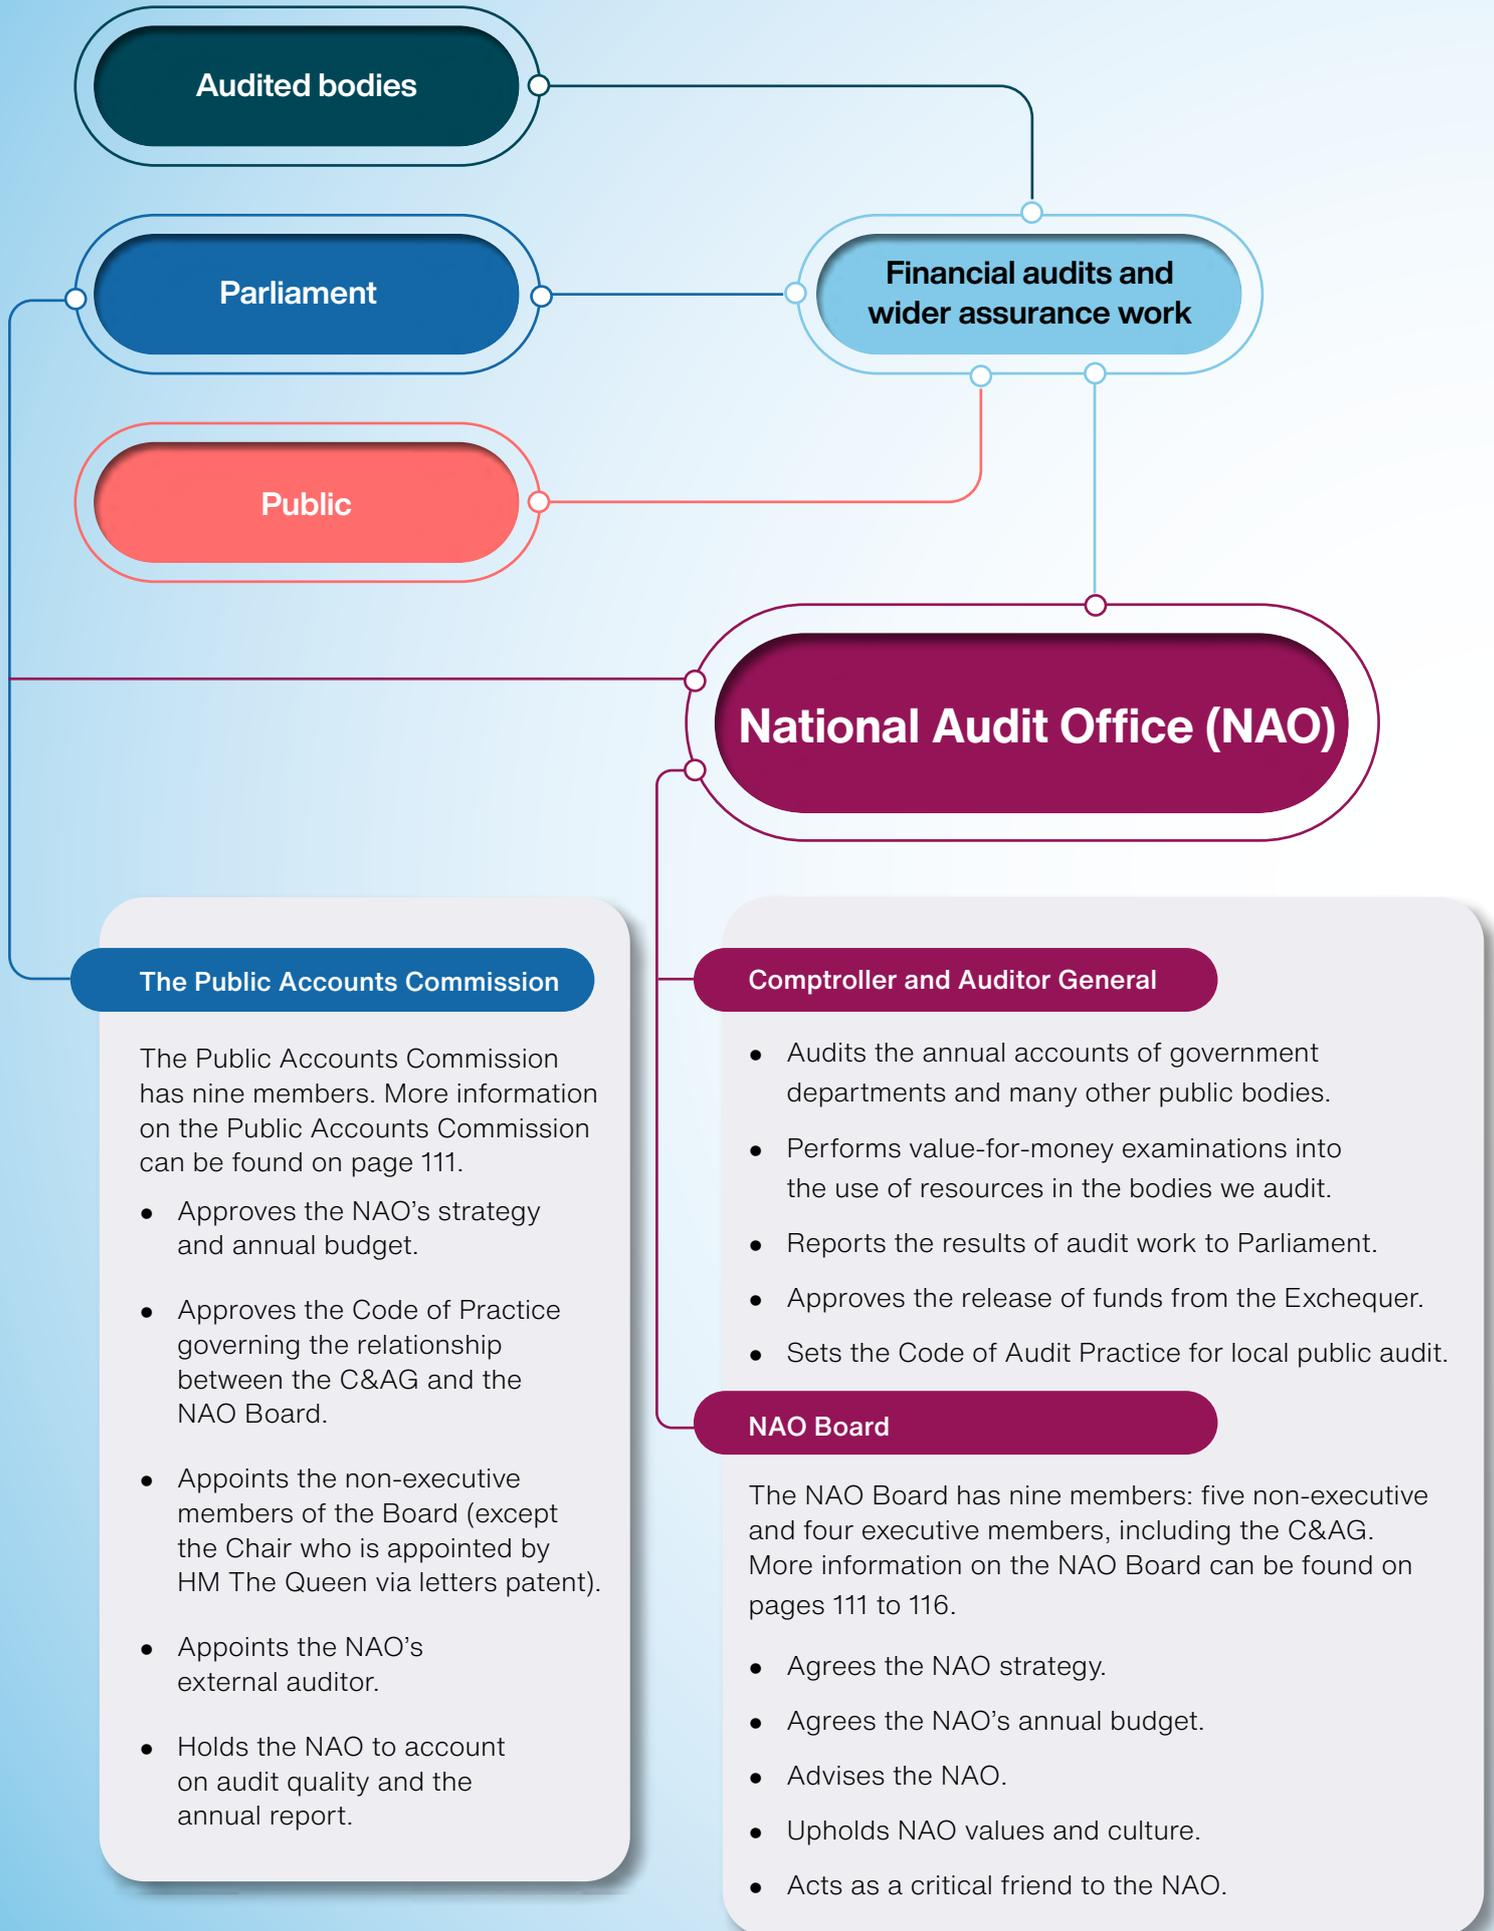 Audited bodies
Parliament
Financial audits and
wider assurance work
Public
National Audit Office (NAO)
The Public Accounts Commission
The Public Accounts Commission
has nine members. More information
on the Public Accounts Commission
can be found on page 111.
● Approves the NAO’s strategy
and annual budget.
● Approves the Code of Practice
governing the relationship
between the C&AG and the
NAO Board.
● Appoints the non-executive
members of the Board (except
the Chair who is appointed by
HM The Queen via letters patent).
● Appoints the NAO’s
external auditor.
● Holds the NAO to account
on audit quality and the
annual report.
Comptroller and Auditor General
● Audits the annual accounts of government
departments and many other public bodies.
● Performs value-for-money examinations into
the use of resources in the bodies we audit.
● Reports the results of audit work to Parliament.
● Approves the release of funds from the Exchequer.
● Sets the Code of Audit Practice for local public audit.
NAO Board
The NAO Board has nine members: five non-executive
and four executive members, including the C&AG.
More information on the NAO Board can be found on
pages 111 to 116.
● Agrees the NAO strategy.
● Agrees the NAO’s annual budget.
● Advises the NAO.
● Upholds NAO values and culture.
● Acts as a critical friend to the NAO.